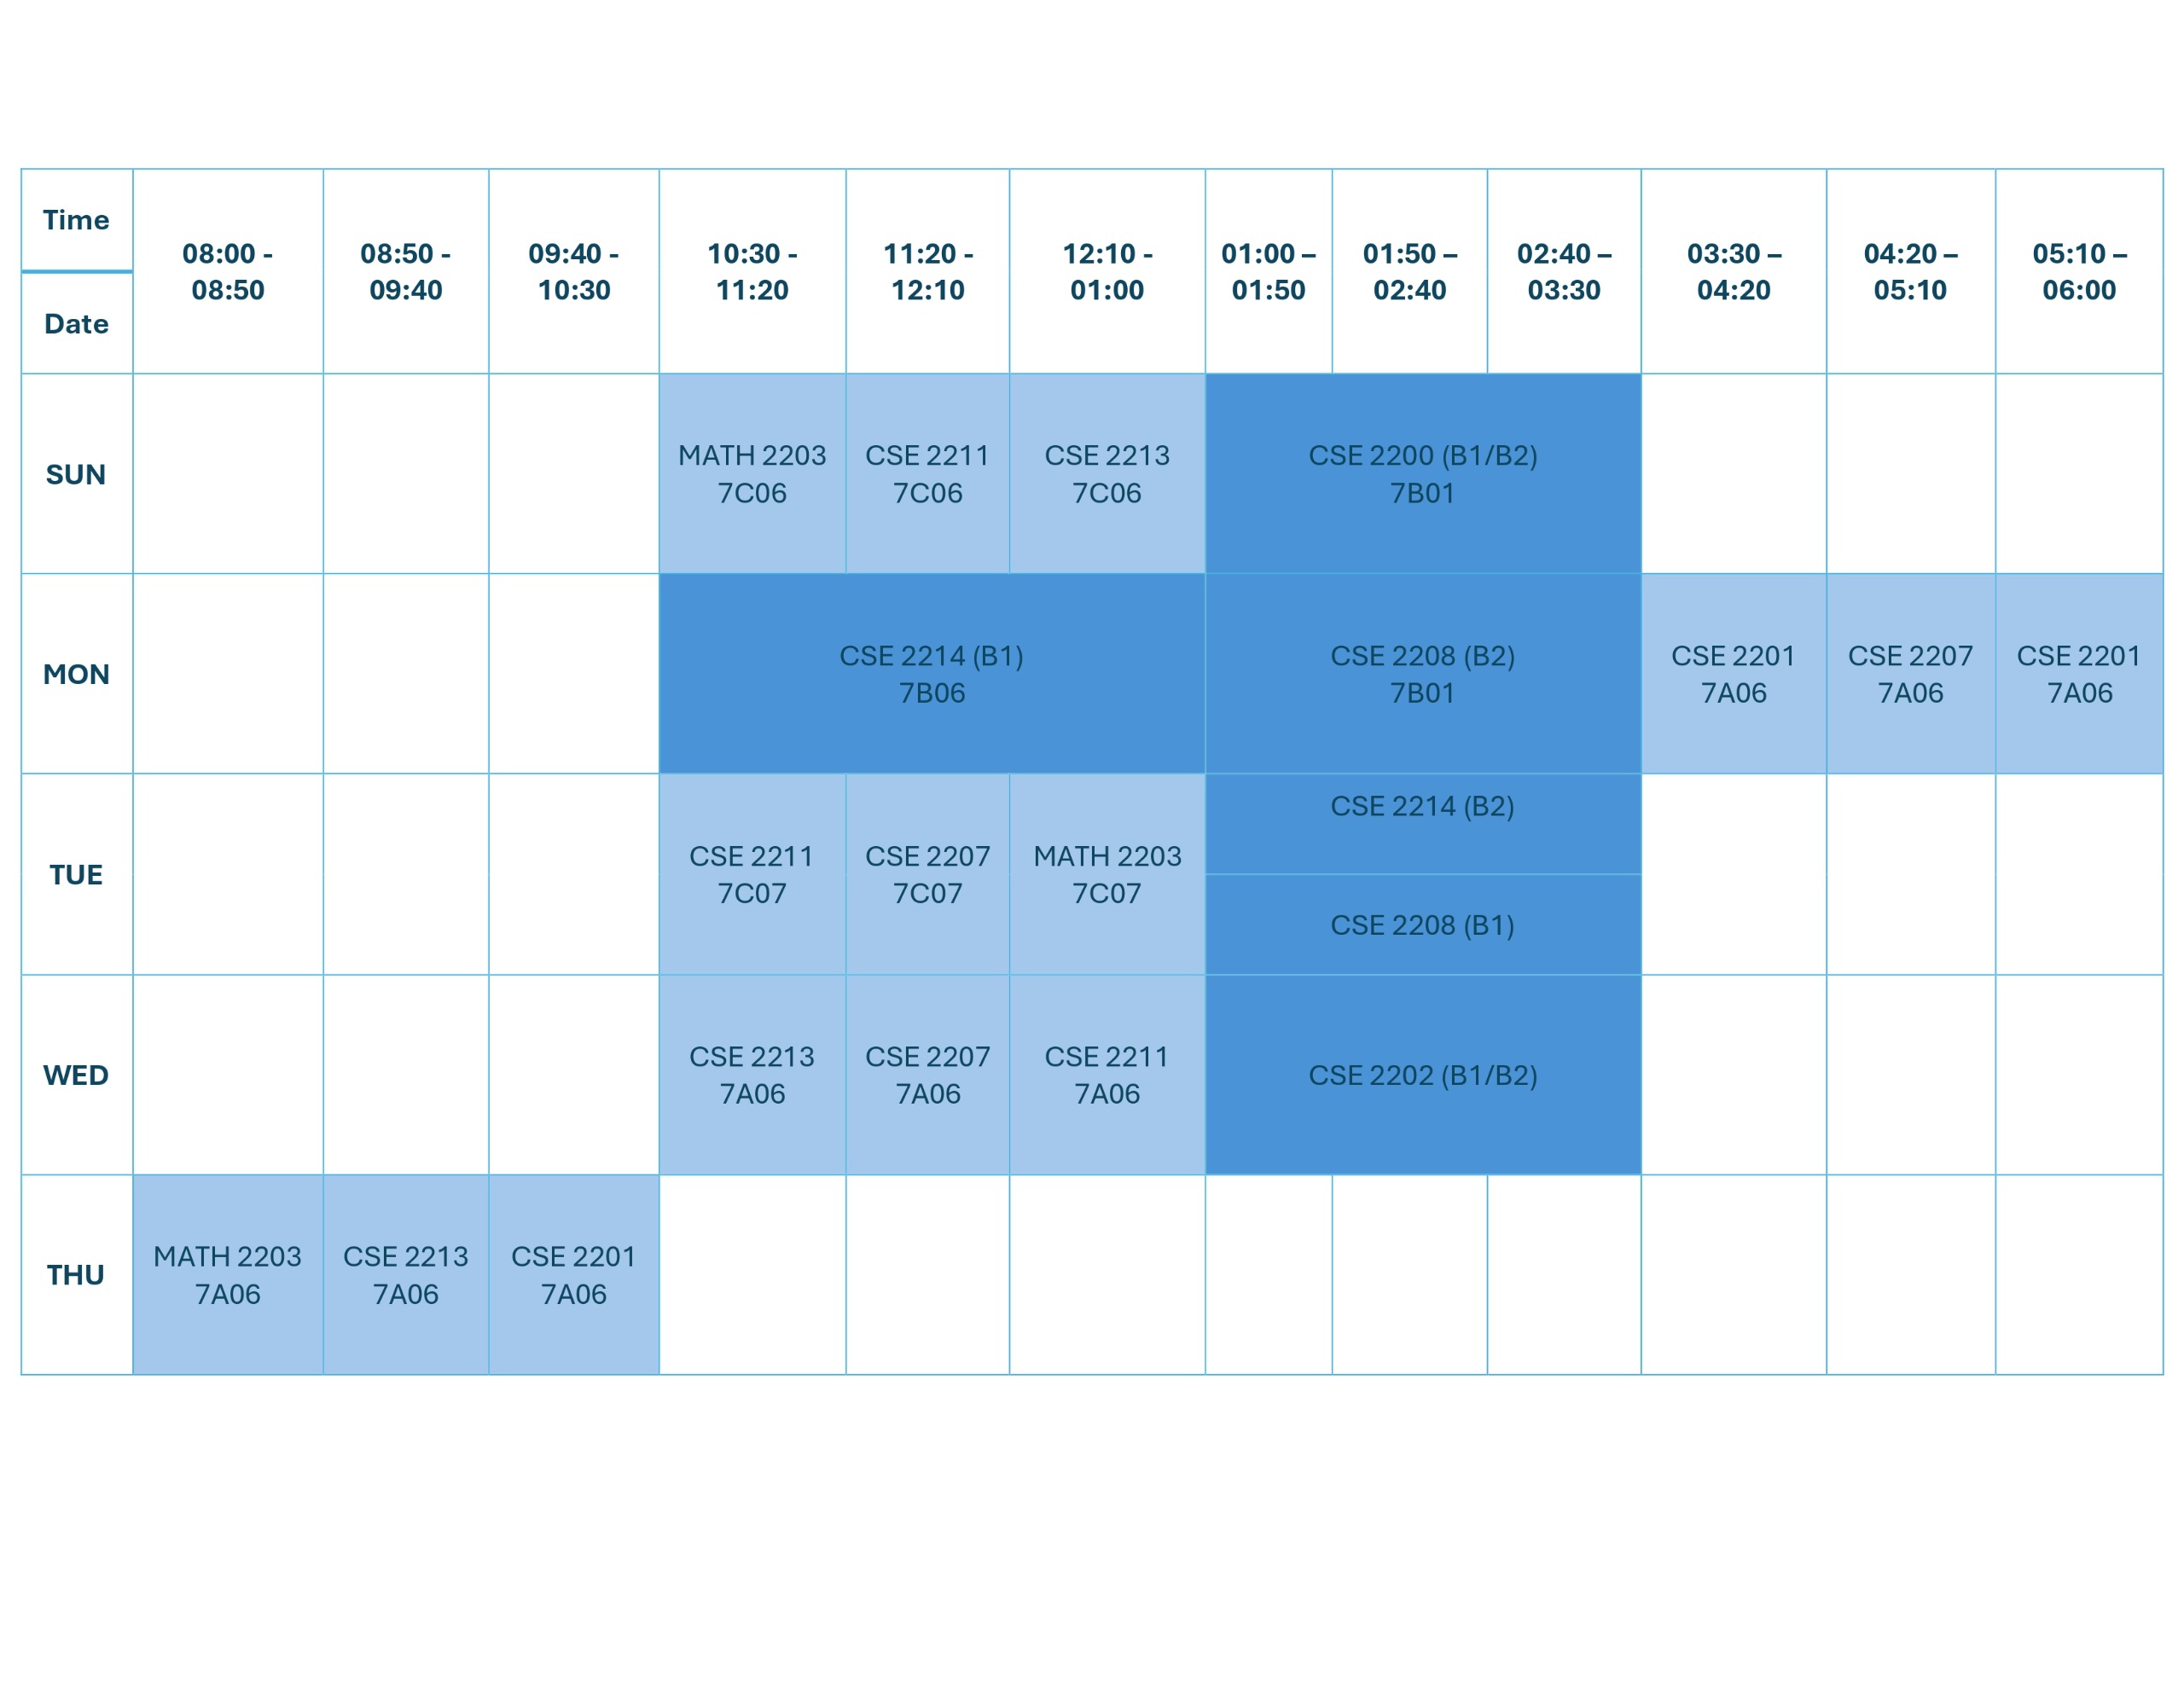 Time
Date
08:00 -
08:50
08:50 -
09:40
09:40 -
10:30
10:30 -
11:20
11:20 -
12:10
12:10 -
01:00
01:00 –
01:50
01:50 –
02:40
02:40 –
03:30
03:30 –
04:20
04:20 –
05:10
05:10 –
06:00
SUN
MATH 2203
7C06
CSE 2211
7C06
CSE 2213
7C06
CSE 2200 (B1/B2)
7B01
MON
CSE 2214 (B1)
7B06
CSE 2208 (B2)
7B01
CSE 2201
7A06
CSE 2207
7A06
CSE 2201
7A06
TUE
CSE 2211
7C07
CSE 2207
7C07
MATH 2203
7C07
CSE 2214 (B2)
CSE 2208 (B1)
WED
CSE 2213
7A06
CSE 2207
7A06
CSE 2211
7A06
CSE 2202 (B1/B2)
THU
MATH 2203
7A06
CSE 2213
7A06
CSE 2201
7A06